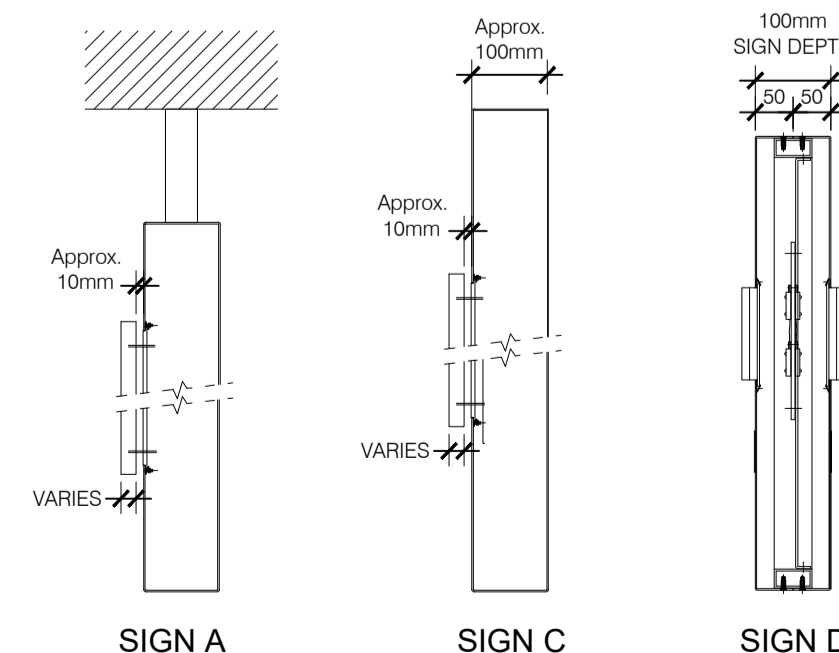 Approx.
10mm
VARIES
SIGN A
Approx.
100mm
Approx.
10mm
VARIES
SIGN C
100mm
SIGN DEPT
50 50
SIGN D